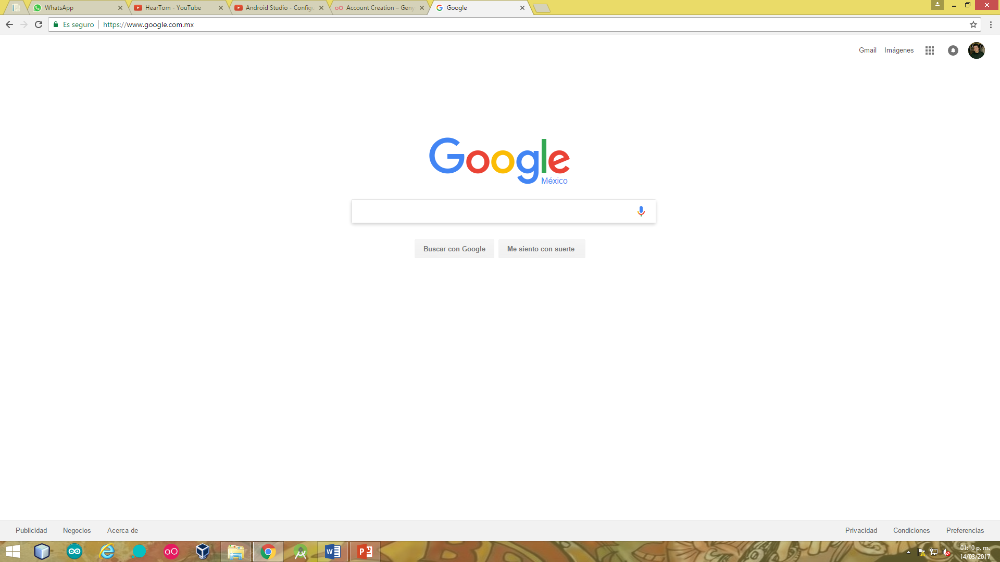 WhatsApp
HearTom - YouTube
Android Studio - Config
Account Creation – Geny
Google
Es seguro
https://www.google.com.mx
Gmail
Imágenes
Google
México
Buscar con Google
Me siento con suerte
Publicidad
Negocios
Acerca de
Privacidad
Condiciones
Preferencias
01:10 p. m.
14/03/2017